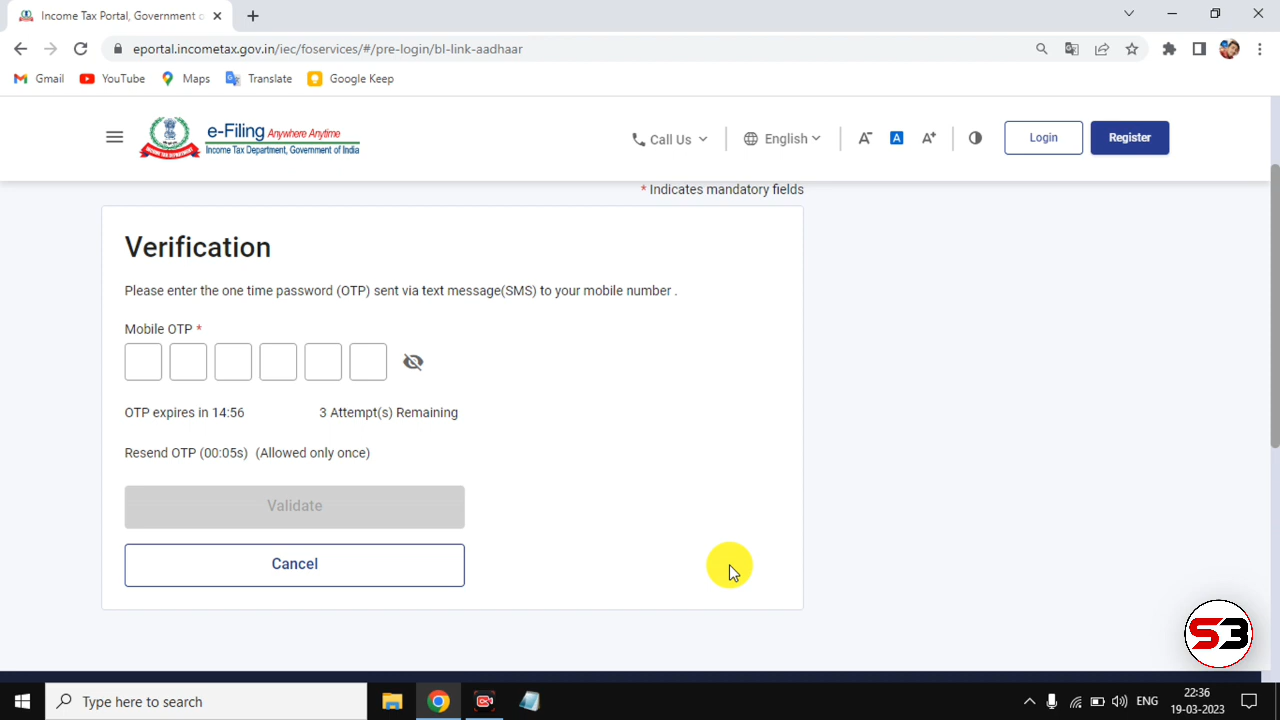 Income Tax Portal, Government o
eportal.incometax.gov.in/iec/foservices/#/pre-login/bl-link-aadhaar
Gmail YouTube Maps Translate Google Keep
e-Filing Anywhere Anytime
Income Tax Department, Government of India
Call Us English A- A A+ Login Register
* Indicates mandatory fields
Verification
Please enter the one time password (OTP) sent via text message(SMS) to your mobile number .
Mobile OTP *
OTP expires in 14:56 3 Attempt(s) Remaining
Resend OTP (00:05s) (Allowed only once)
Validate
Cancel
S3
Type here to search
ENG
22:36
19-03-2023